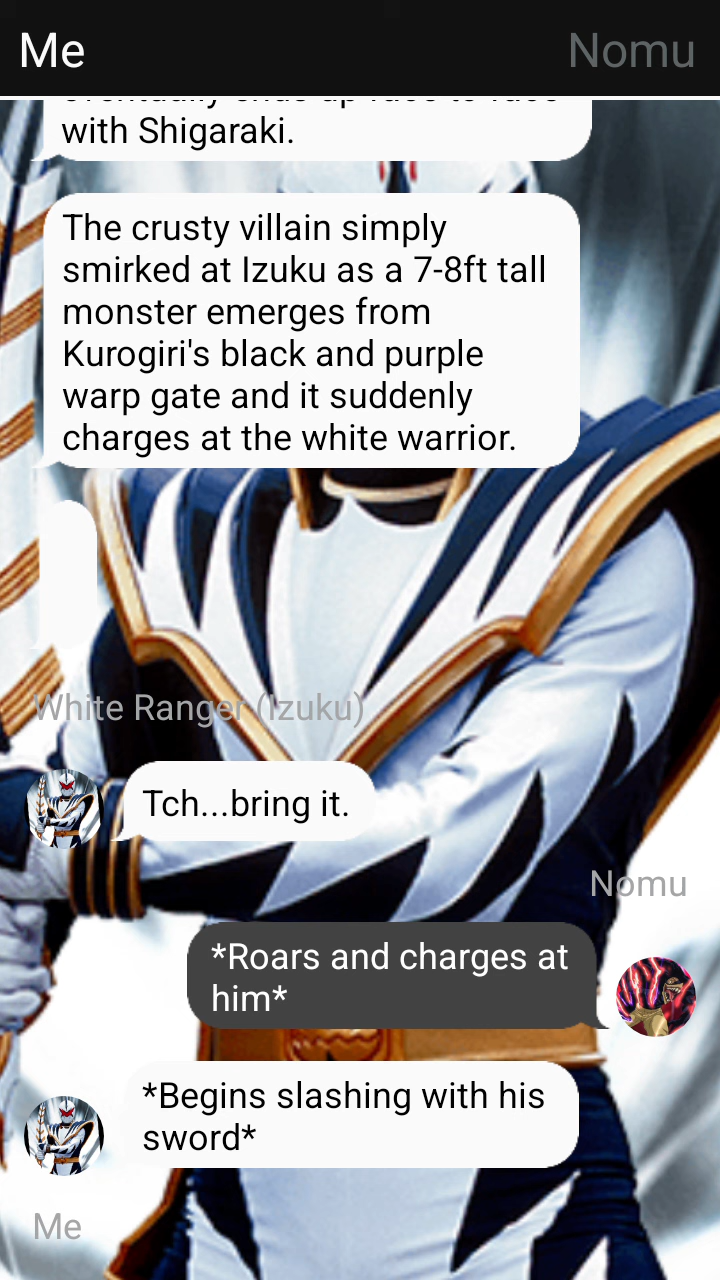 Me
Nomu
with Shigaraki.
The crusty villain simply
smirked at Izuku as a 7-8ft tall
monster emerges from
Kurogiri's black and purple
warp gate and it suddenly
charges at the white warrior.
White Ranger (Izuku)
Tch...bring it.
Nomu
*Roars and charges at
him*
*Begins slashing with his
sword*
Me